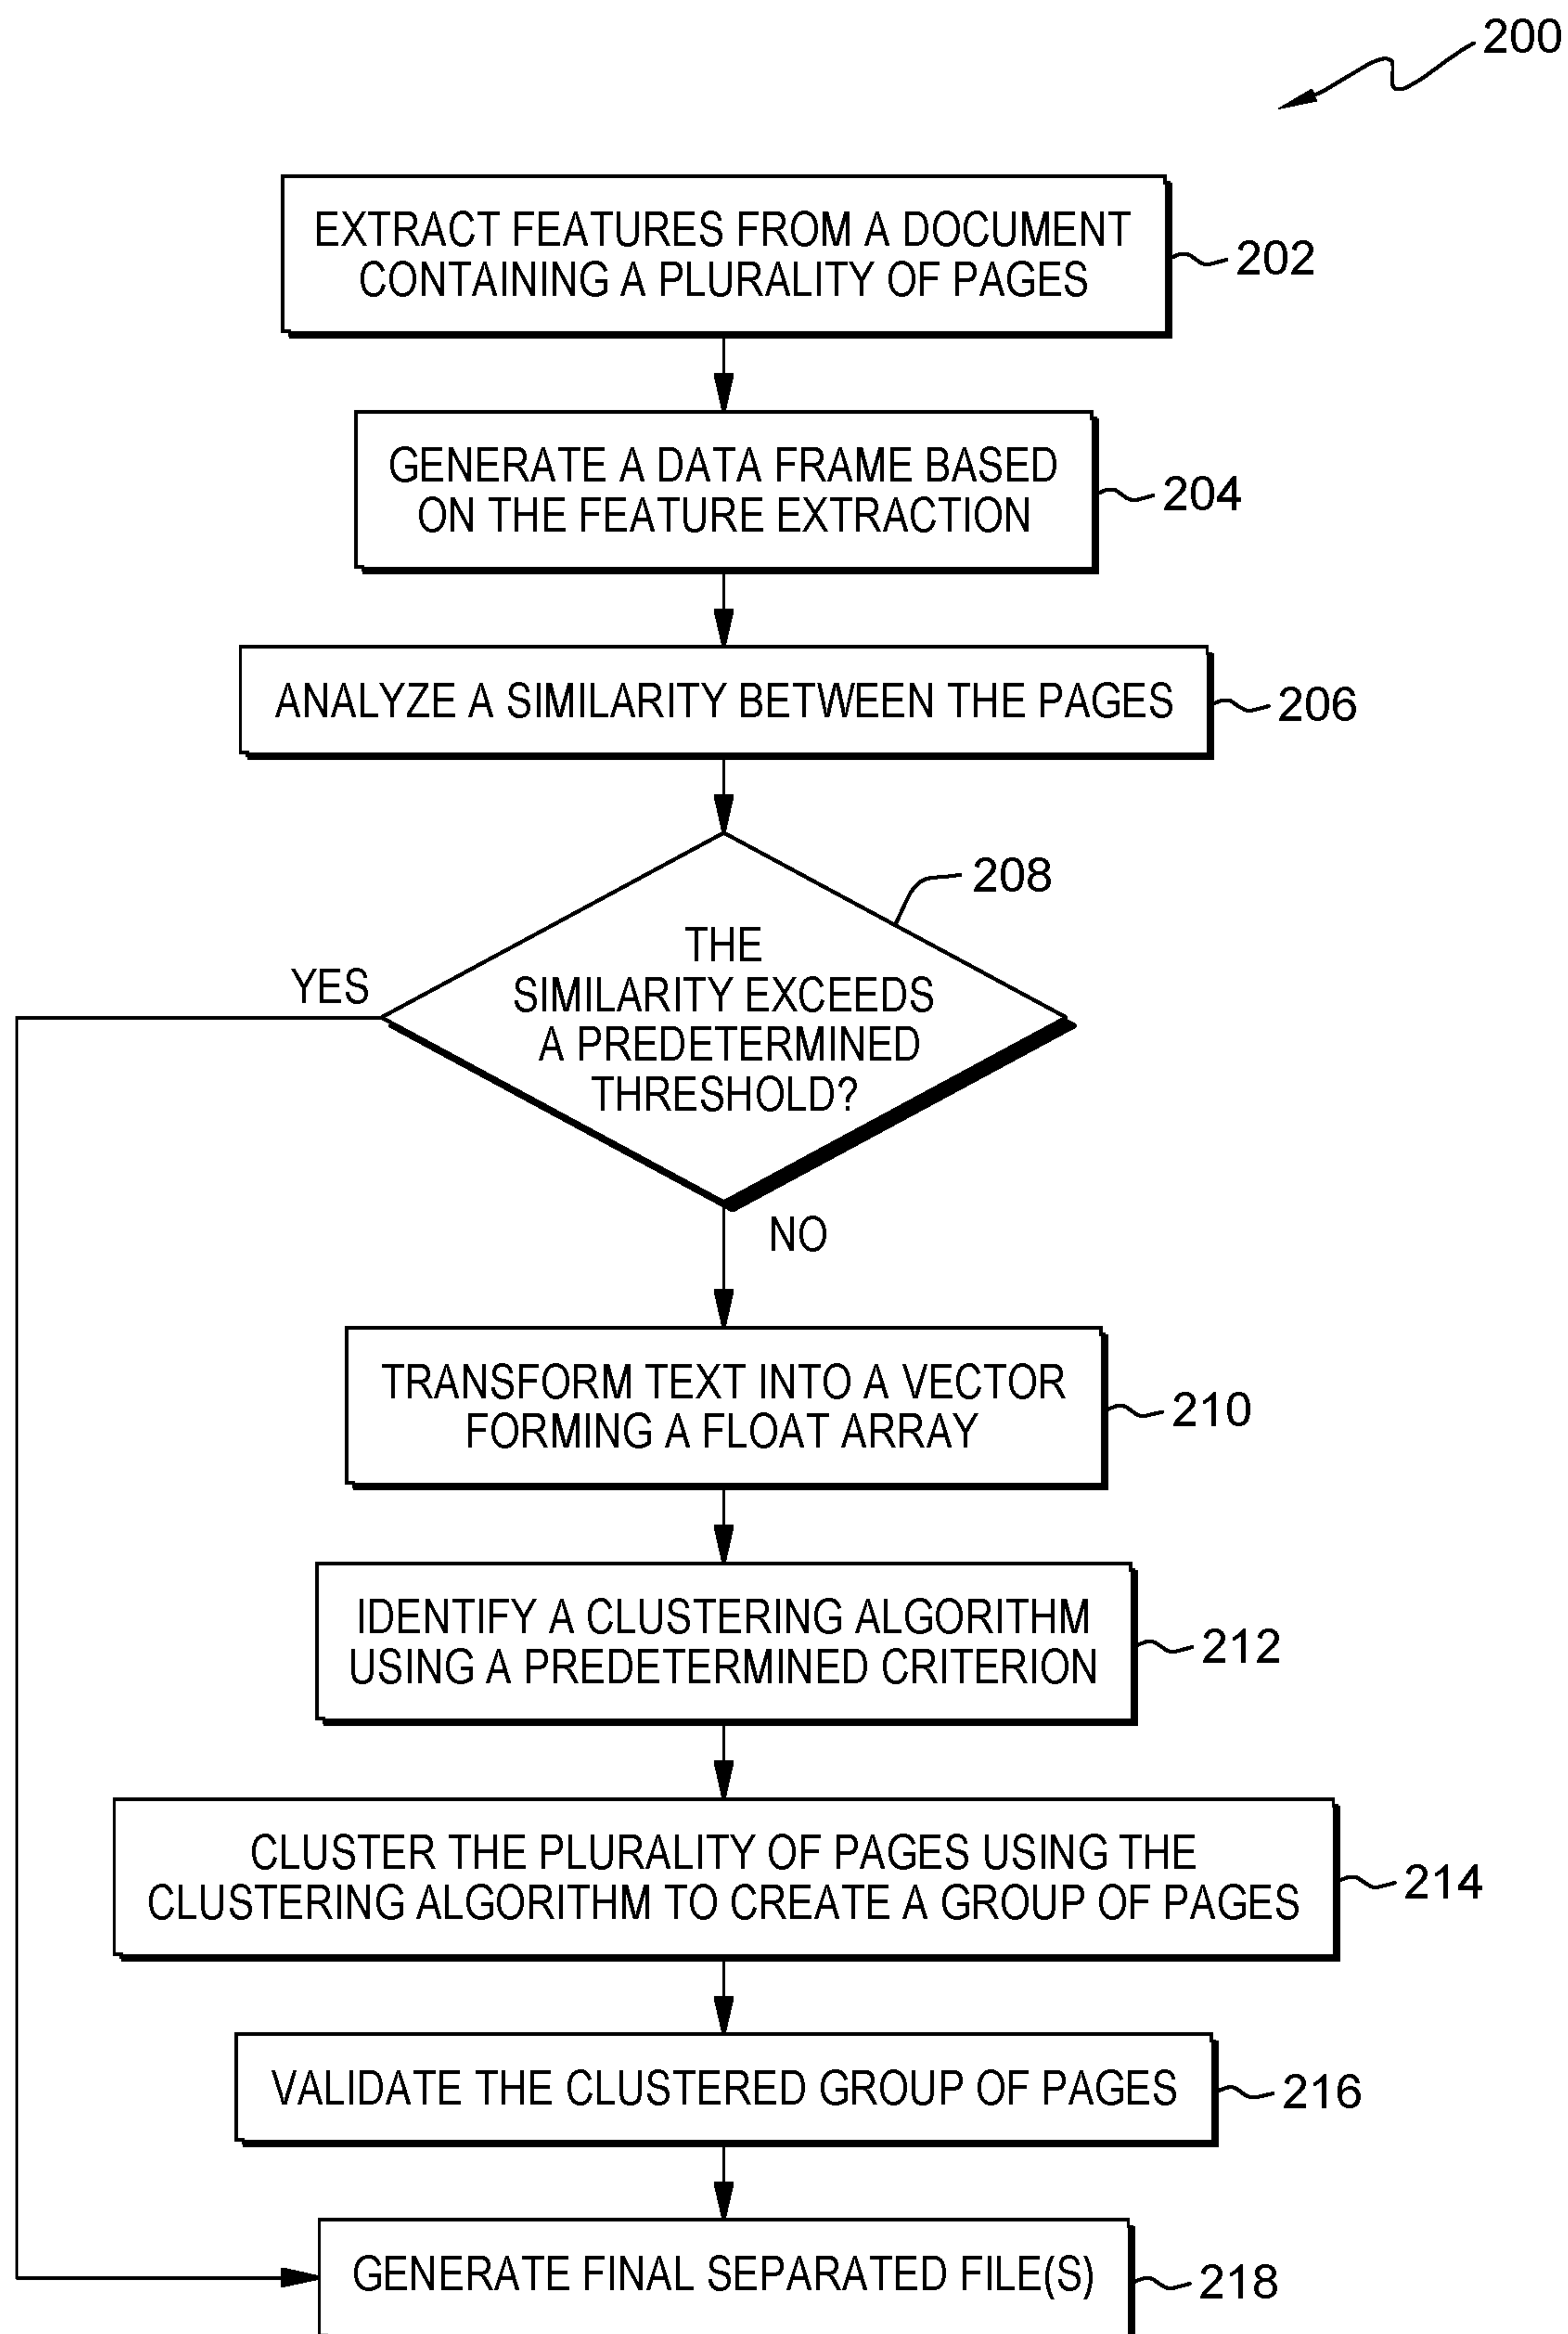 200
EXTRACT FEATURES FROM A DOCUMENT
CONTAINING A PLURALITY OF PAGES
202
GENERATE A DATA FRAME BASED
ON THE FEATURE EXTRACTION
204
ANALYZE A SIMILARITY BETWEEN THE PAGES
206
208
THE
SIMILARITY EXCEEDS
A PREDETERMINED
THRESHOLD?
YES
NO
TRANSFORM TEXT INTO A VECTOR
FORMING A FLOAT ARRAY
210
IDENTIFY A CLUSTERING ALGORITHM
USING A PREDETERMINED CRITERION
212
CLUSTER THE PLURALITY OF PAGES USING THE
CLUSTERING ALGORITHM TO CREATE A GROUP OF PAGES
214
VALIDATE THE CLUSTERED GROUP OF PAGES
216
GENERATE FINAL SEPARATED FILE(S)
218